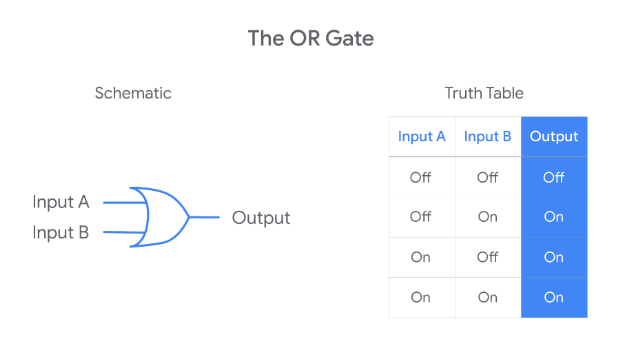 The OR Gate
Schematic
Input A
Input B
Output
Truth Table
Input A Input B Output
Off Off Off
Off On On
On Off On
On On On